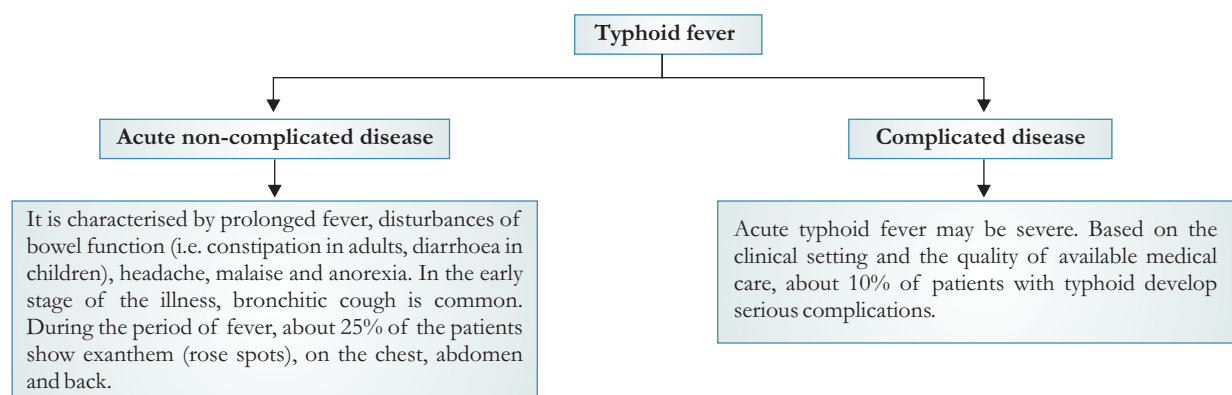 Typhoid fever
Acute non-complicated disease
Complicated disease
It is characterised by prolonged fever, disturbances of
bowel function (i.e. constipation in adults, diarrhoea in
children), headache, malaise and anorexia. In the early
stage of the illness, bronchitic cough is common.
During the period of fever, about 25% of the patients
show exanthem (rose spots), on the chest, abdomen
and back.
Acute typhoid fever may be severe. Based on the
clinical setting and the quality of available medical
care, about 10% of patients with typhoid develop
serious complications.